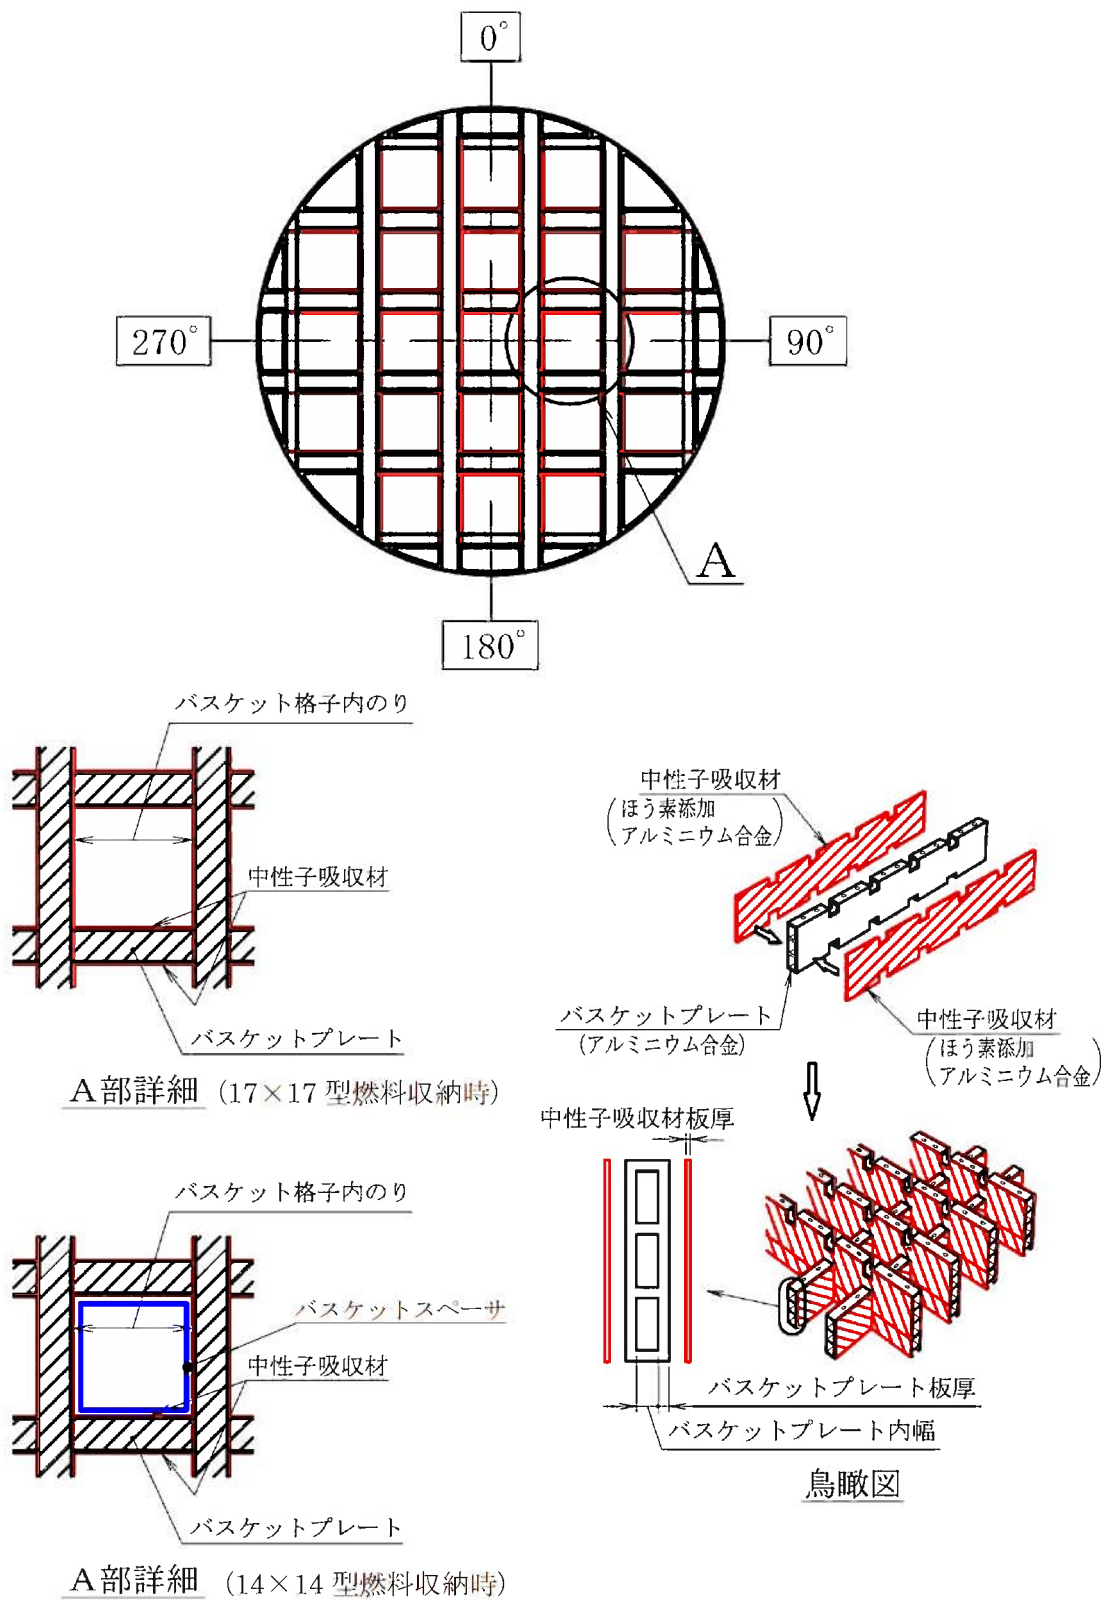 0°
270°
90°
A
180°
バスケット格子内のり
中性子吸収材
バスケットプレート
A部詳細 (17×17型燃料収納時)
中性子吸収材
(ほう素添加
アルミニウム合金)
バスケットプレート
(アルミニウム合金)
中性子吸収材
(ほう素添加
アルミニウム合金)
中性子吸収材板厚
バスケットプレート板厚
バスケットプレート内幅
鳥瞰図
バスケット格子内のり
バスケットスペーサ
中性子吸収材
バスケットプレート
A部詳細 (14×14型燃料収納時)